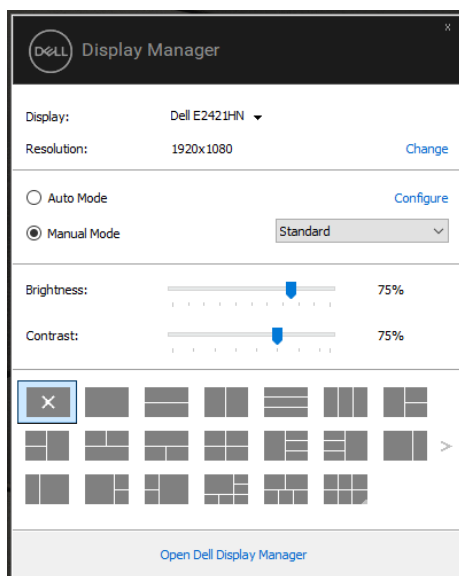 DELL Display Manager
Display: Dell E2421HN
Resolution: 1920x1080 Change
Auto Mode Configure
Manual Mode Standard
Brightness: 75%
Contrast: 75%
Open Dell Display Manager